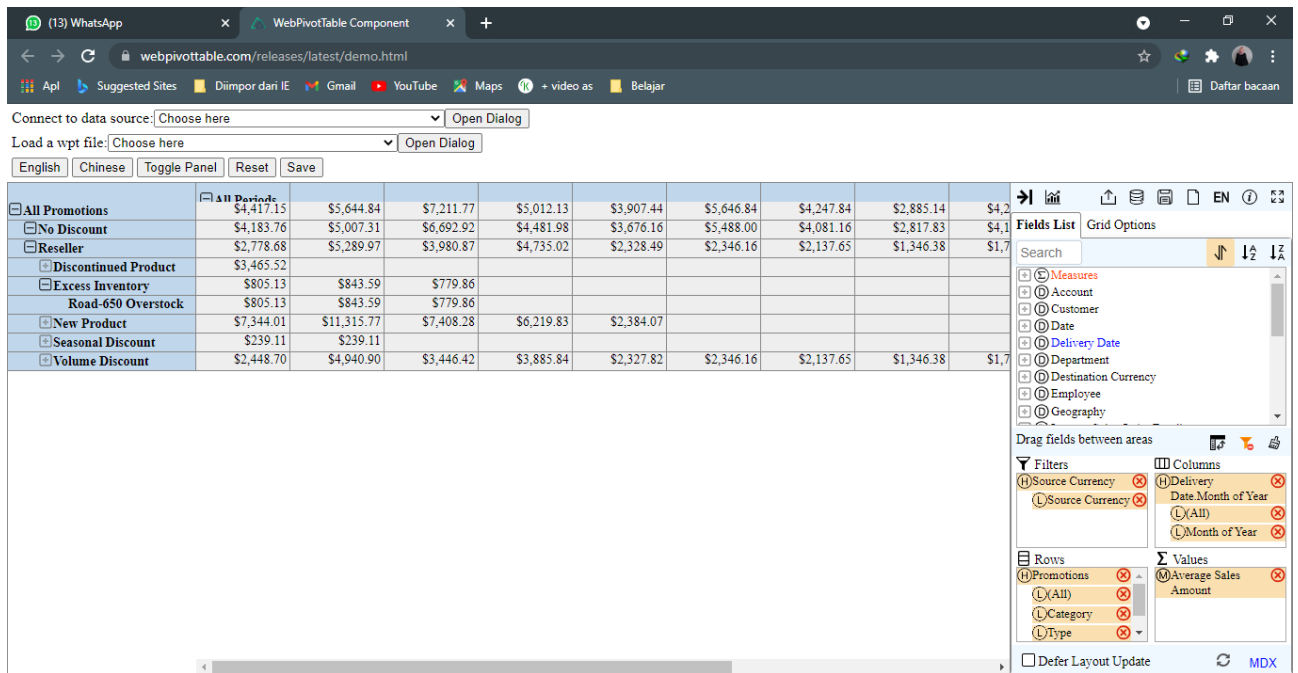 13 (13) WhatsApp WebPivotTable Component
webpivottable.com/releases/latest/demo.html
Apl Suggested Sites Diimpor dari IE Gmail YouTube Maps + video as Belajar Daftar bacaan
Connect to data source: Choose here Open Dialog
Load a wpt file: Choose here Open Dialog
English Chinese Toggle Panel Reset Save
All Periods
All Promotions $4,417.15 $5,644.84 $7,211.77 $5,012.13 $3,907.44 $5,646.84 $4,247.84 $2,885.14 $4,2
No Discount $4,183.76 $5,007.31 $6,692.92 $4,481.98 $3,676.16 $5,488.00 $4,081.16 $2,817.83 $4,1
Reseller $2,778.68 $5,289.97 $3,980.87 $4,735.02 $2,328.49 $2,346.16 $2,137.65 $1,346.38 $1,7
Discontinued Product $3,465.52
Excess Inventory $805.13 $843.59 $779.86
Road-650 Overstock $805.13 $843.59 $779.86
New Product $7,344.01 $11,315.77 $7,408.28 $6,219.83 $2,384.07
Seasonal Discount $239.11 $239.11
Volume Discount $2,448.70 $4,940.90 $3,446.42 $3,885.84 $2,327.82 $2,346.16 $2,137.65 $1,346.38 $1,7
EN
Fields List Grid Options
Search
Measures
D Account
D Customer
D Date
D Delivery Date
D Department
D Destination Currency
D Employee
D Geography
Drag fields between areas
Filters
H Source Currency
L Source Currency
Columns
H Delivery
Date.Month of Year
L (All)
L Month of Year
Rows
H Promotions
L (All)
L Category
L Type
Σ Values
M Average Sales
Amount
Defer Layout Update MDX